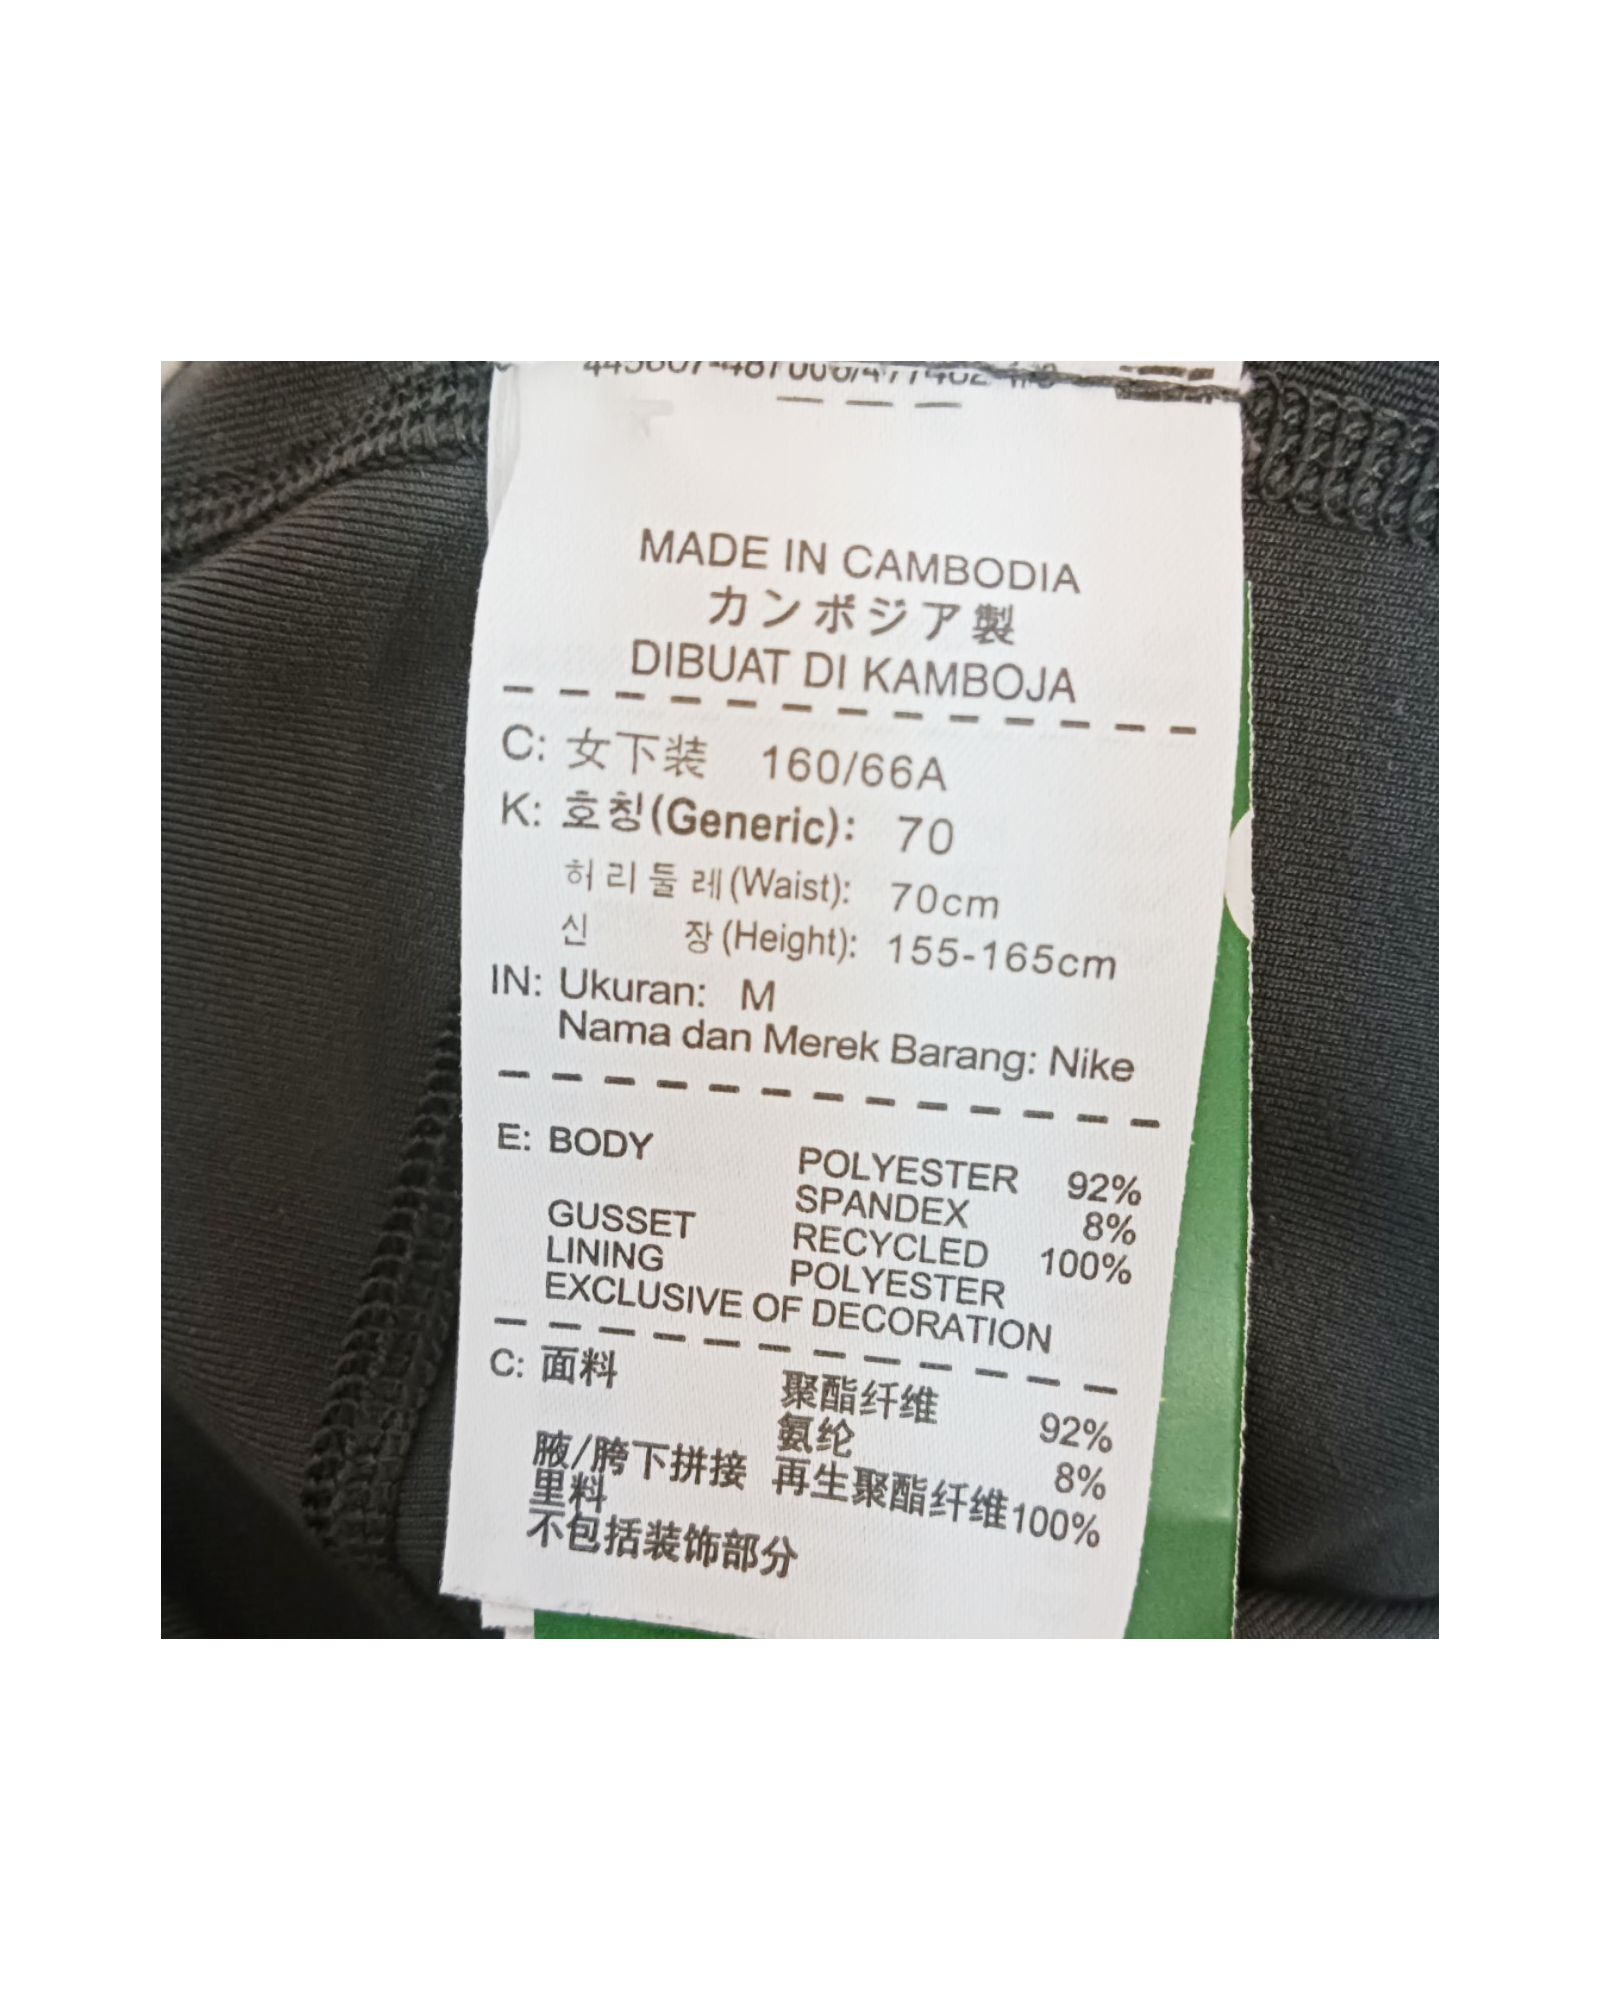 MADE IN CAMBODIA
カンボジア製
DIBUAT DI KAMBOJA
C: 女下装 160/66A
K: 호칭(Generic): 70
허리둘레(Waist): 70cm
신 장(Height): 155-165cm
IN: Ukuran: M
Nama dan Merek Barang: Nike
E: BODY POLYESTER 92%
SPANDEX 8%
GUSSET RECYCLED 100%
LINING POLYESTER
EXCLUSIVE OF DECORATION
C: 面料 聚酯纤维 92%
氨纶 8%
腋/胯下拼接 再生聚酯纤维100%
里料
不包括装饰部分